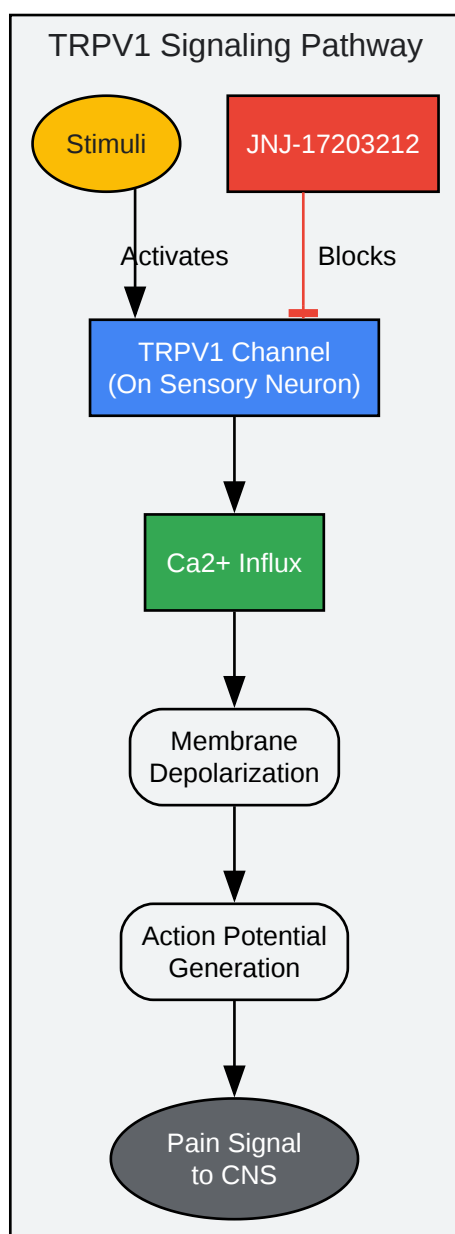 TRPV1 Signaling Pathway
Stimuli
JNJ-17203212
Activates
Blocks
TRPV1 Channel
(On Sensory Neuron)
Ca2+ Influx
Membrane
Depolarization
Action Potential
Generation
Pain Signal
to CNS